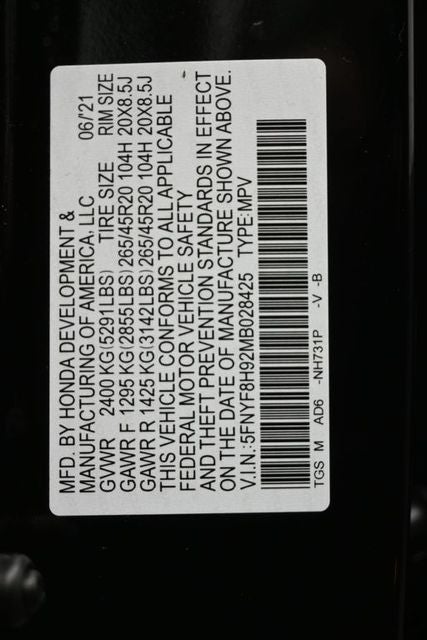 MFD. BY HONDA DEVELOPMENT &
MANUFACTURING OF AMERICA, LLC 06/'21
GVWR 2400 KG(5291LBS) TIRE SIZE RIM SIZE
GAWR F 1295 KG(2855LBS) 265/45R20 104H 20X8.5J
GAWR R 1425 KG(3142LBS) 265/45R20 104H 20X8.5J
THIS VEHICLE CONFORMS TO ALL APPLICABLE
FEDERAL MOTOR VEHICLE SAFETY
AND THEFT PREVENTION STANDARDS IN EFFECT
ON THE DATE OF MANUFACTURE SHOWN ABOVE.
V.I.N.:5FNYF8H92MB028425 TYPE:MPV
TGS M AD6 -NH731P -V -B